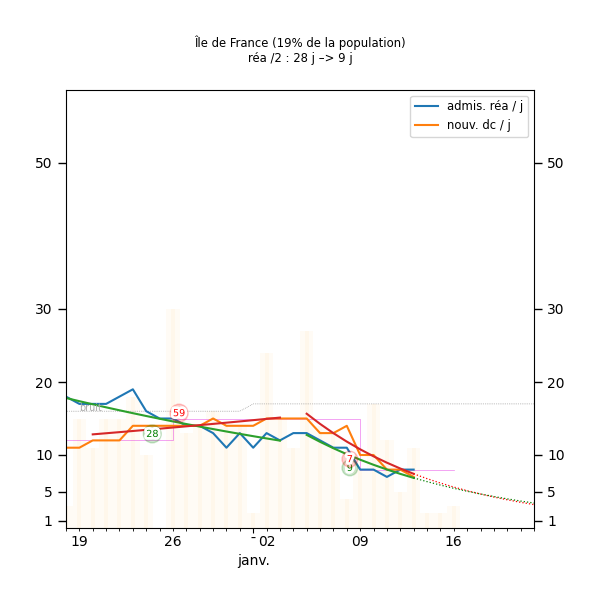 Île de France (19% de la population)
réa /2 : 28 j –> 9 j
admis. réa / j
nouv. dc / j
50 50
30 30
20 20
bruit
59
28
10 10
7
9
5 5
1 1
19 26 02 09 16
janv.